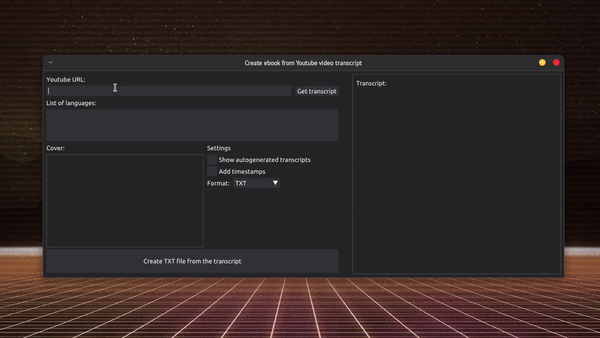 Create ebook from Youtube video transcript
Youtube URL:
Get transcript
List of languages:
Cover:
Settings
Show autogenerated transcripts
Add timestamps
Format: TXT
Create TXT file from the transcript
Transcript: